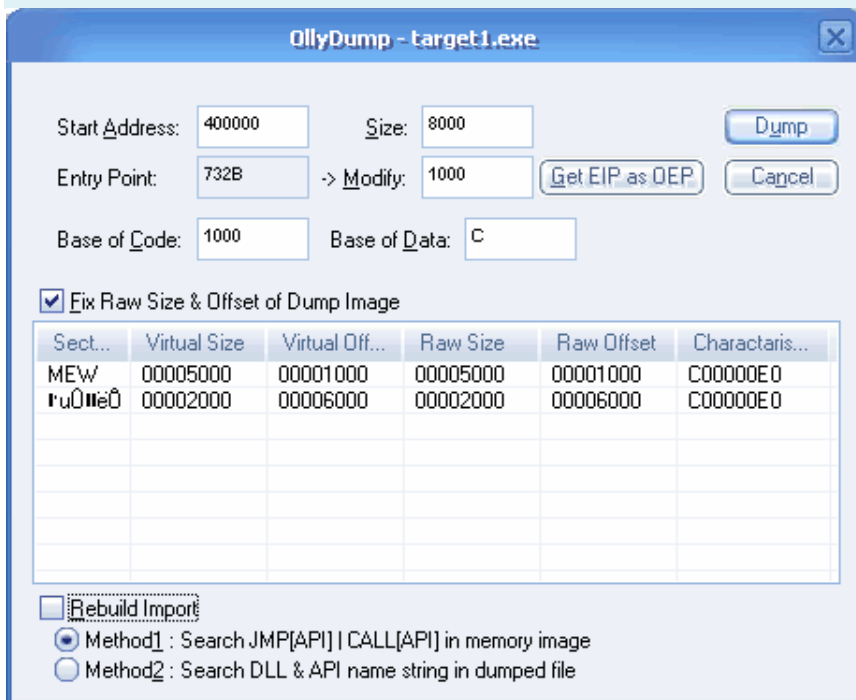 OllyDump - target1.exe
Start Address: 400000 Size: 8000 Dump
Entry Point: 732B -> Modify: 1000 Get EIP as OEP Cancel
Base of Code: 1000 Base of Data: C
Fix Raw Size & Offset of Dump Image
Sect... Virtual Size Virtual Off... Raw Size Raw Offset Charactaris...
MEW 00005000 00001000 00005000 00001000 C00000E0
00002000 00006000 00002000 00006000 C00000E0
Rebuild Import
Method1 : Search JMP[API] | CALL[API] in memory image
Method2 : Search DLL & API name string in dumped file